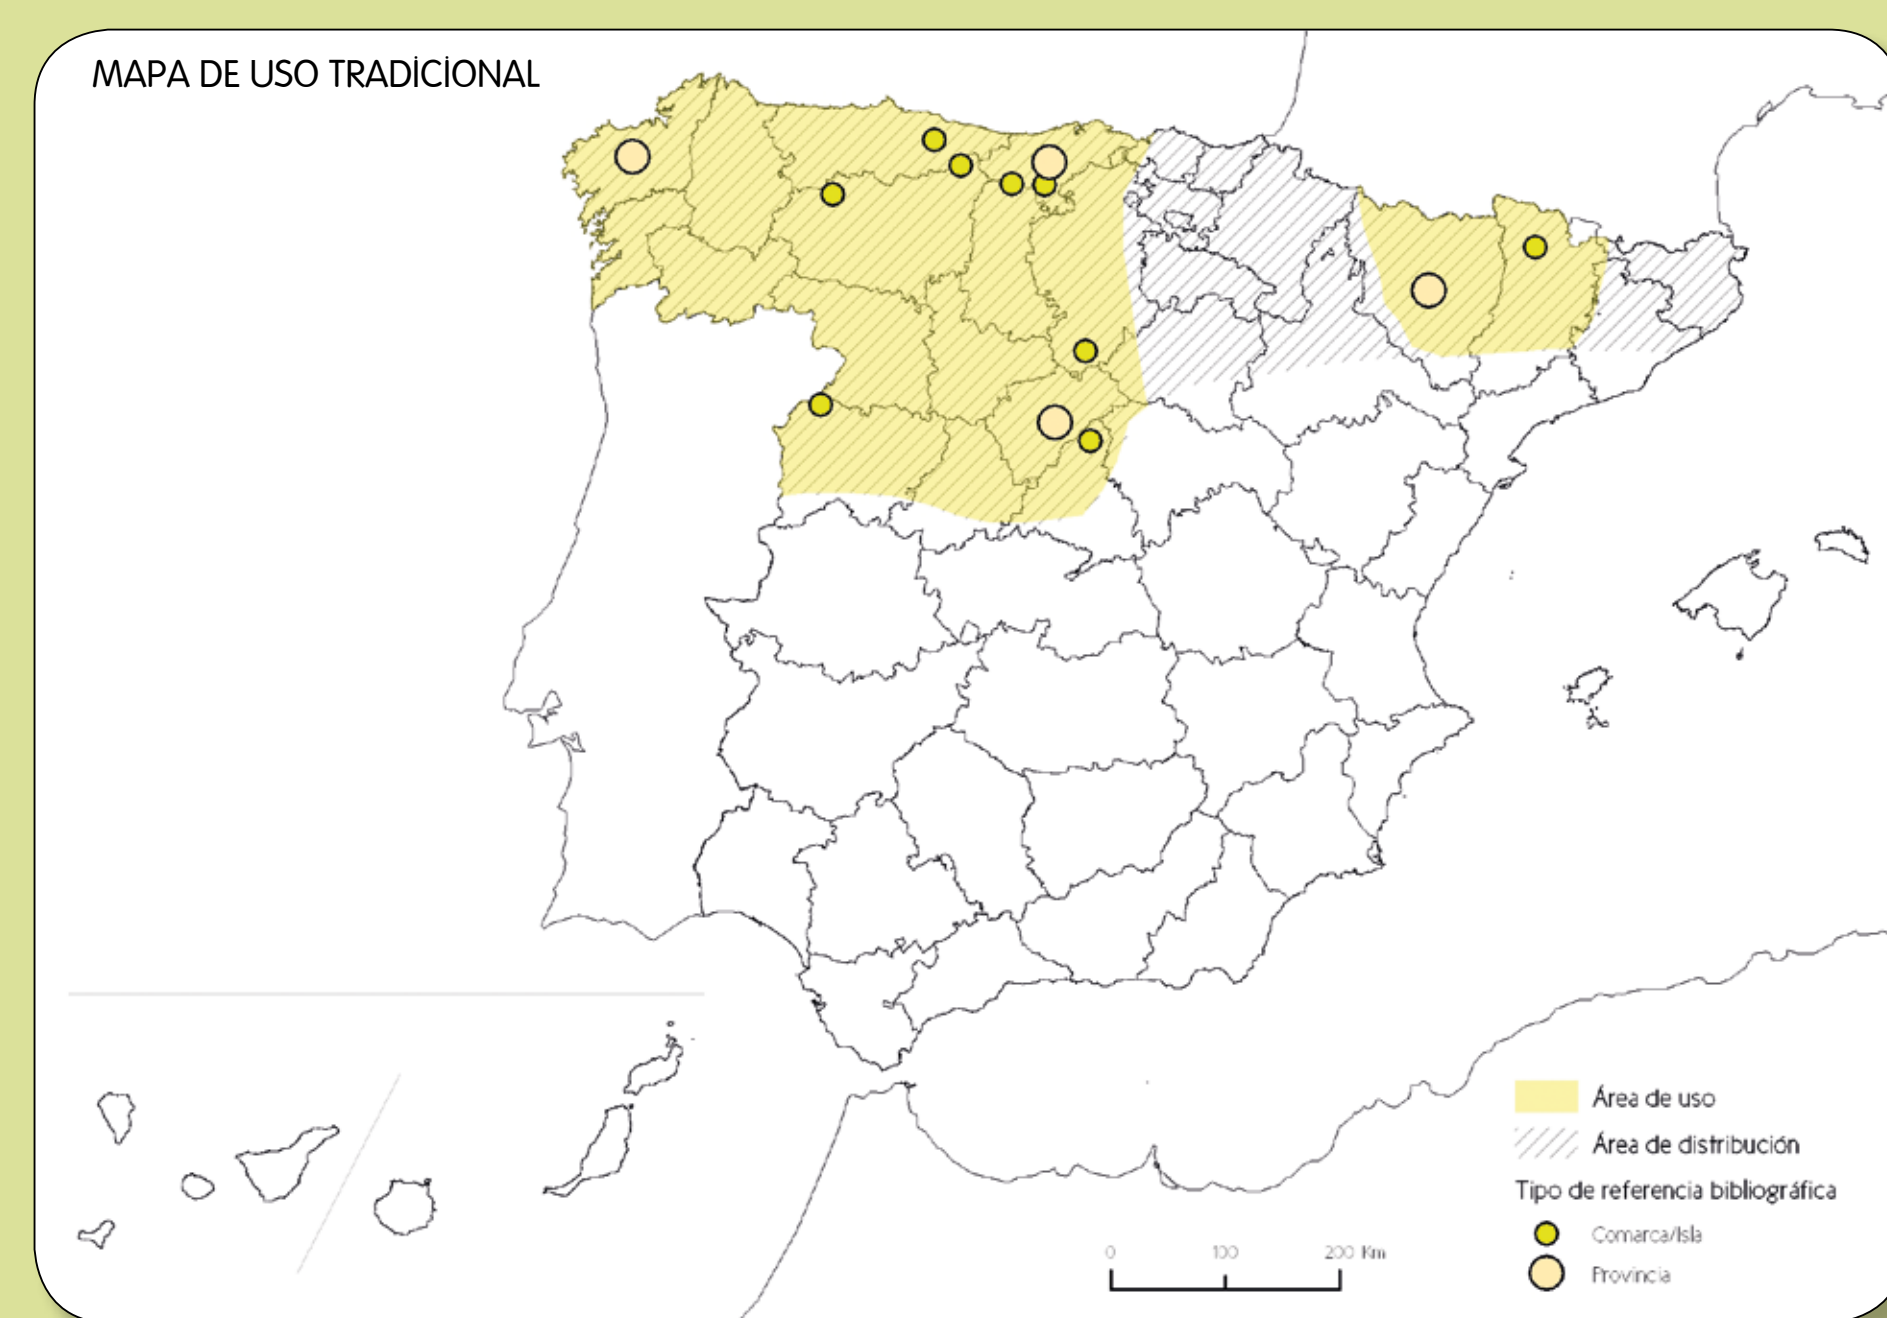 MAPA DE USO TRADICIONAL
Área de uso
Área de distribución
Tipo de referencia bibliográfica
Comarca/Isla
Provincia
0 100 200 Km